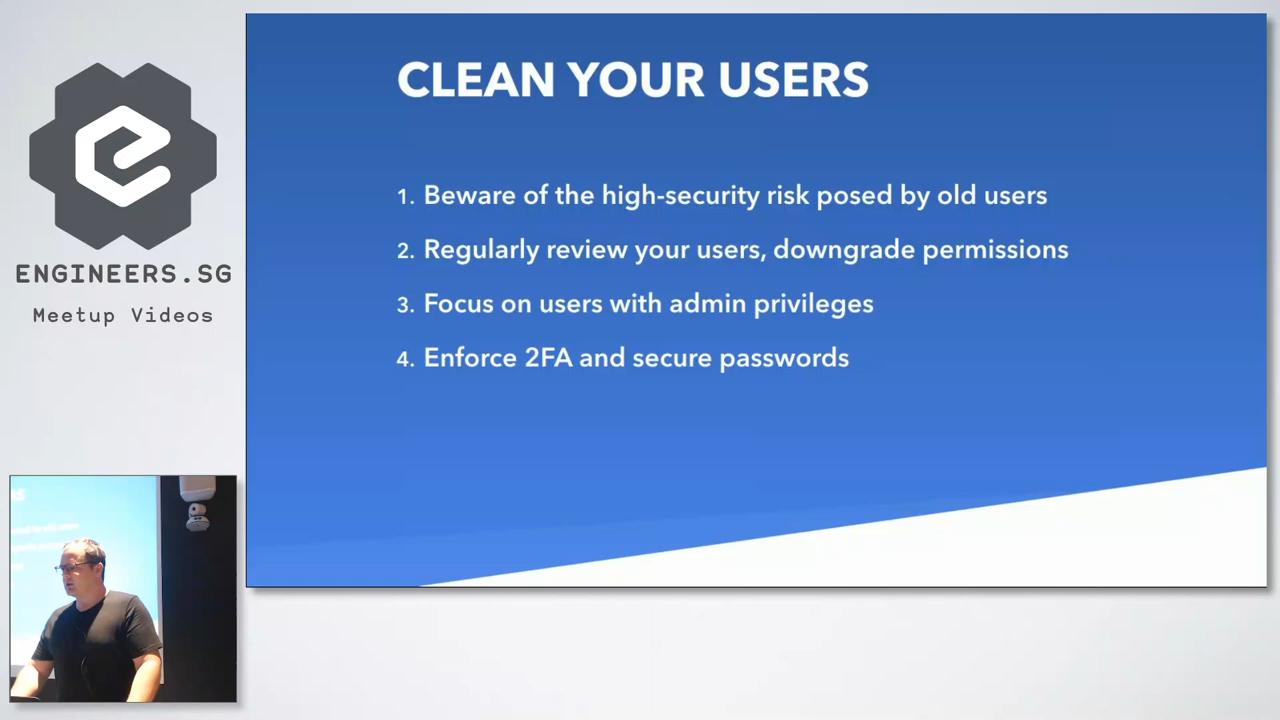 CLEAN YOUR USERS
1. Beware of the high-security risk posed by old users
2. Regularly review your users, downgrade permissions
3. Focus on users with admin privileges
4. Enforce 2FA and secure passwords
ENGINEERS.SG
Meetup Videos